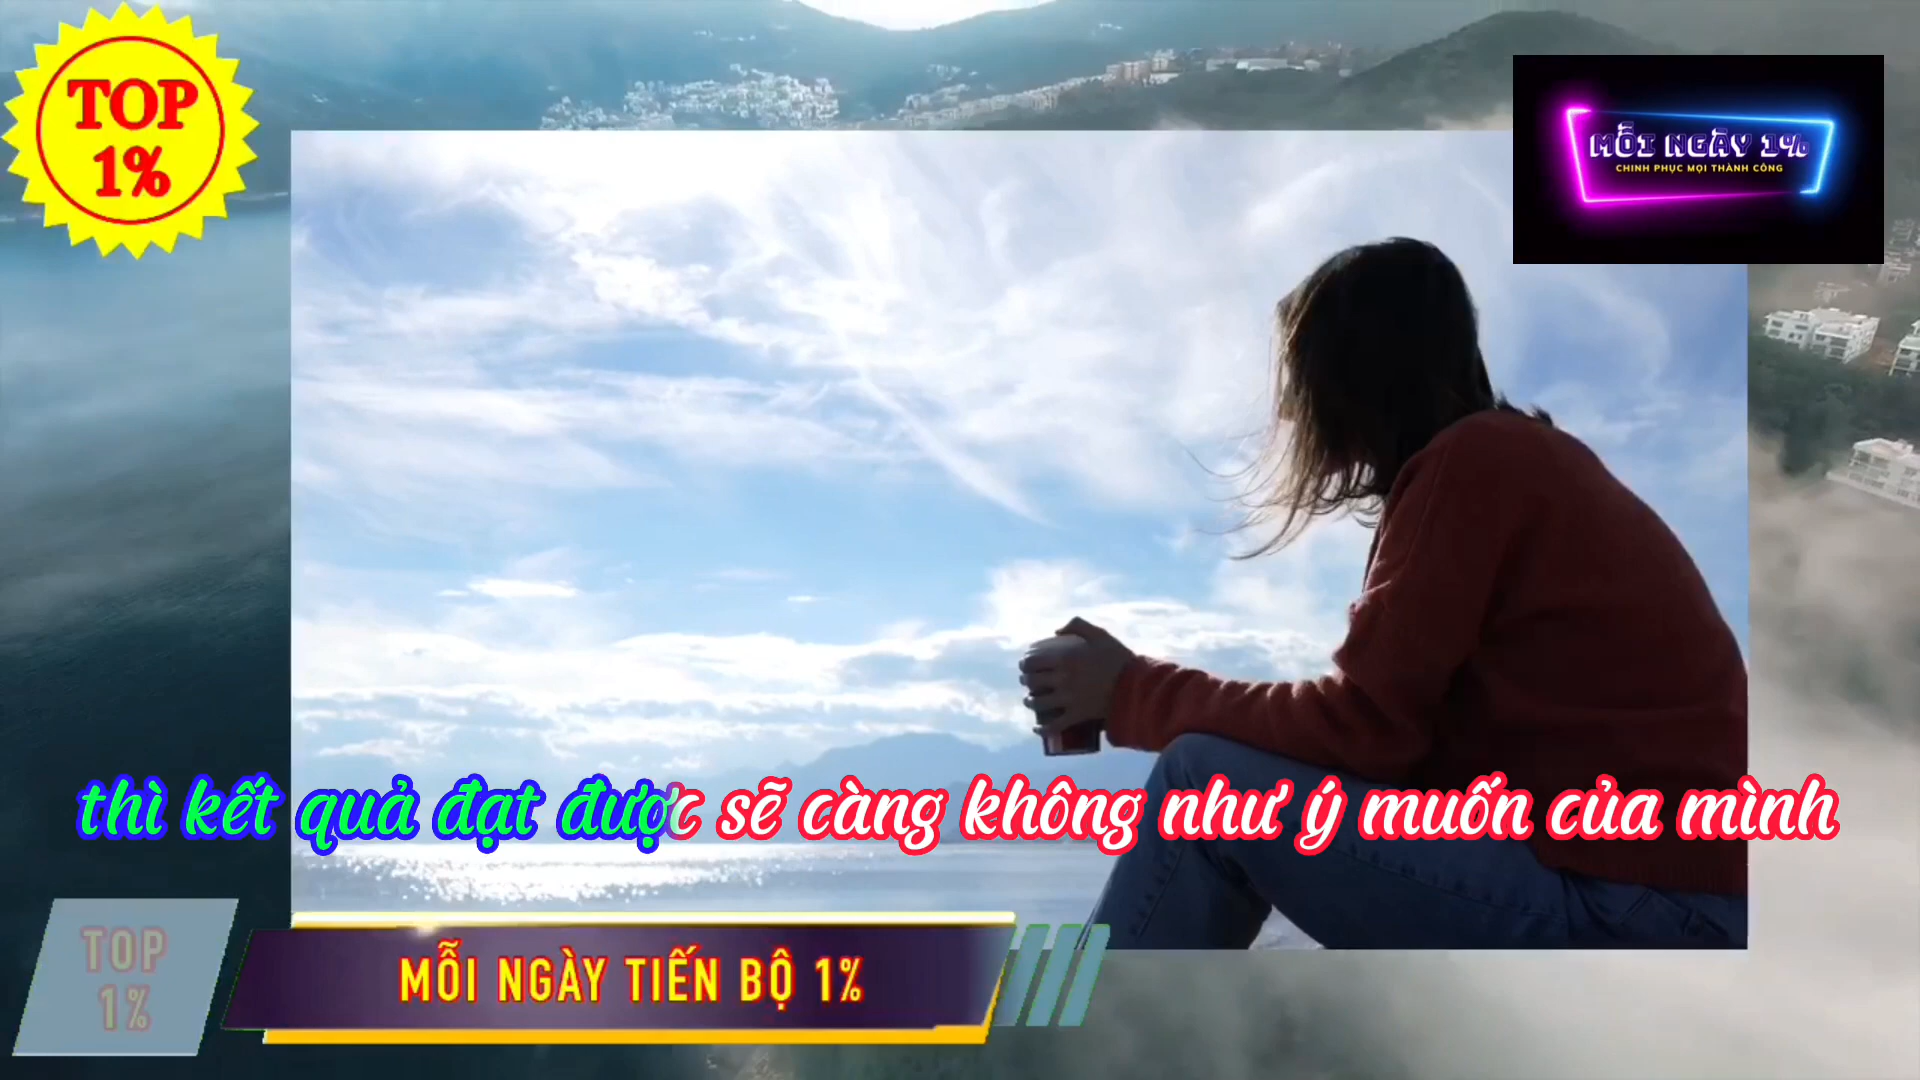 TOP
1%
MỖI NGÀY 1%
CHINH PHỤC MỌI THÀNH CÔNG
thì kết quả đạt được sẽ càng không như ý muốn của mình
TOP
1%
MỖI NGÀY TIẾN BỘ 1%